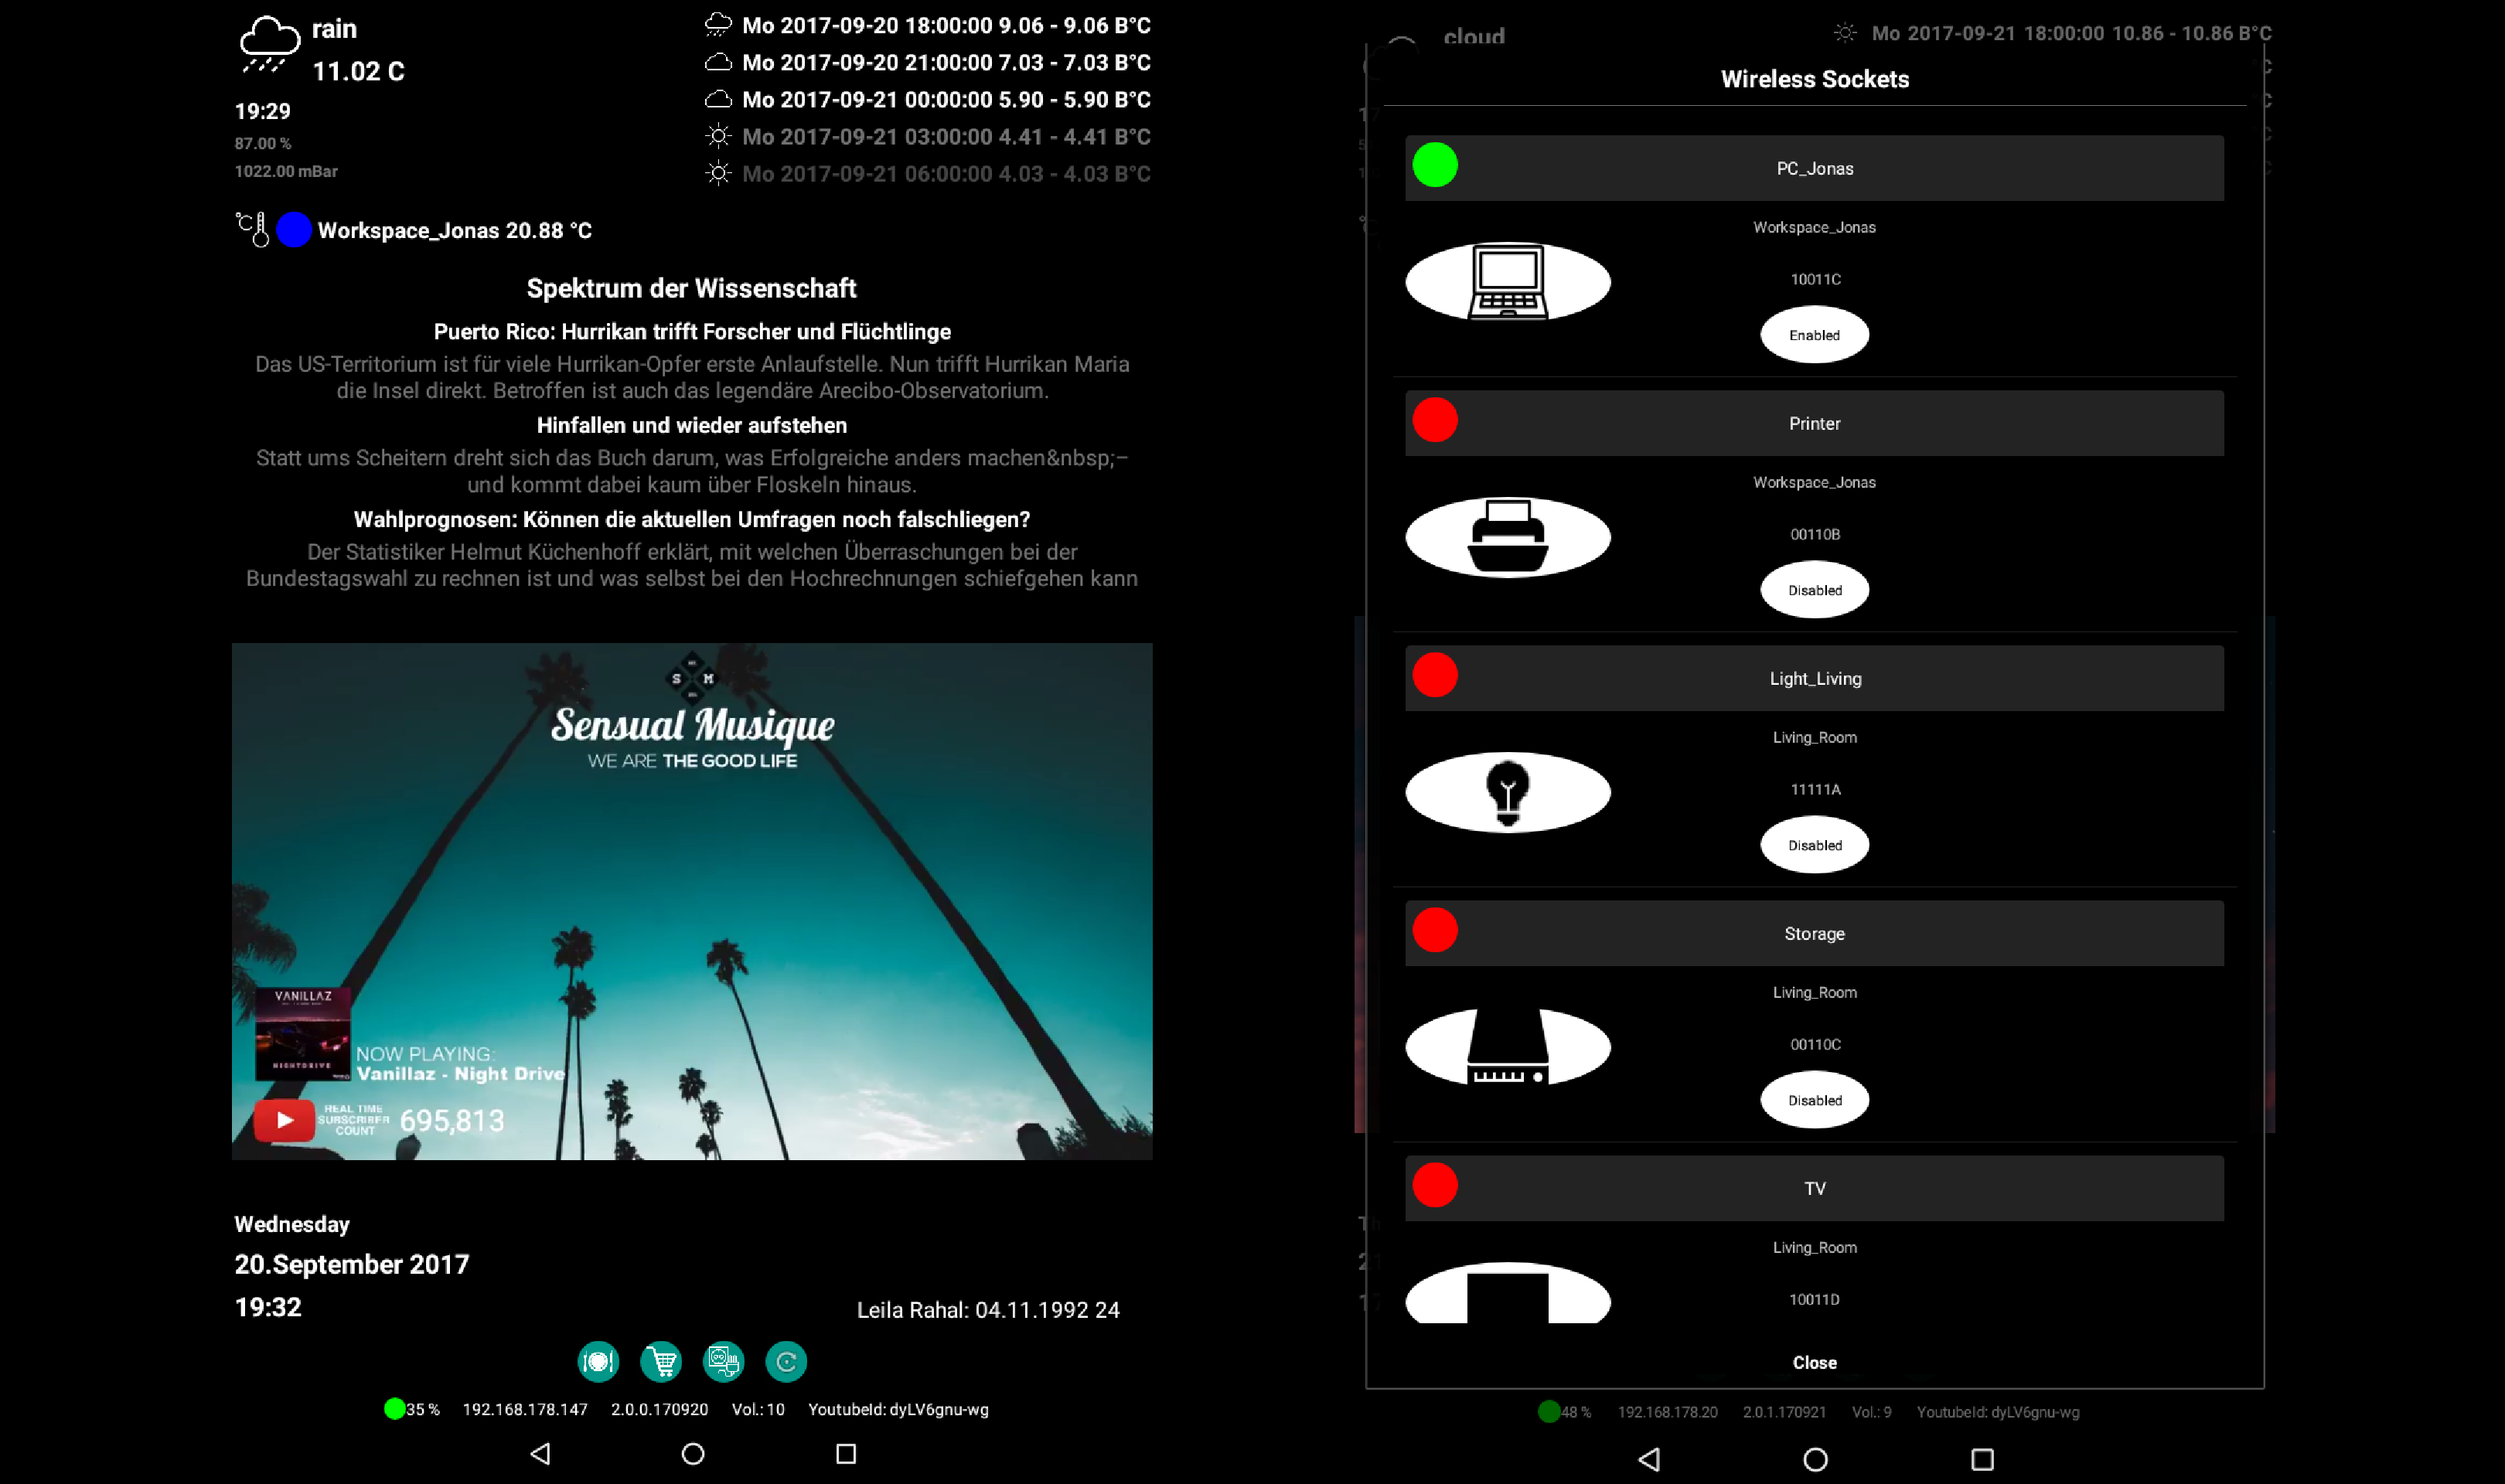 rain
11.02 C
19:29
87.00 %
1022.00 mBar
Mo 2017-09-20 18:00:00 9.06 - 9.06 B°C
Mo 2017-09-20 21:00:00 7.03 - 7.03 B°C
Mo 2017-09-21 00:00:00 5.90 - 5.90 B°C
Mo 2017-09-21 03:00:00 4.41 - 4.41 B°C
Mo 2017-09-21 06:00:00 4.03 - 4.03 B°C
Workspace_Jonas 20.88 °C
Spektrum der Wissenschaft
Puerto Rico: Hurrikan trifft Forscher und Flüchtlinge
Das US-Territorium ist für viele Hurrikan-Opfer erste Anlaufstelle. Nun trifft Hurrikan Maria
die Insel direkt. Betroffen ist auch das legendäre Arecibo-Observatorium.
Hinfallen und wieder aufstehen
Statt ums Scheitern dreht sich das Buch darum, was Erfolgreiche anders machen&nbsp;–
und kommt dabei kaum über Floskeln hinaus.
Wahlprognosen: Können die aktuellen Umfragen noch falschliegen?
Der Statistiker Helmut Küchenhoff erklärt, mit welchen Überraschungen bei der
Bundestagswahl zu rechnen ist und was selbst bei den Hochrechnungen schiefgehen kann
S M
Sensual Musique
WE ARE THE GOOD LIFE
VANILLAZ
NIGHTDRIVE
NOW PLAYING:
Vanillaz - Night Drive
REAL TIME
SUBSCRIBER
COUNT
695,813
Wednesday
20.September 2017
19:32
Leila Rahal: 04.11.1992 24
35 % 192.168.178.147 2.0.0.170920 Vol.: 10 YoutubeId: dyLV6gnu-wg
cloud
Mo 2017-09-21 18:00:00 10.86 - 10.86 B°C
Wireless Sockets
PC_Jonas
Workspace_Jonas
10011C
Enabled
Printer
Workspace_Jonas
00110B
Disabled
Light_Living
Living_Room
11111A
Disabled
Storage
Living_Room
00110C
Disabled
TV
Living_Room
10011D
Close
48 % 192.168.178.20 2.0.1.170921 Vol.: 9 YoutubeId: dyLV6gnu-wg